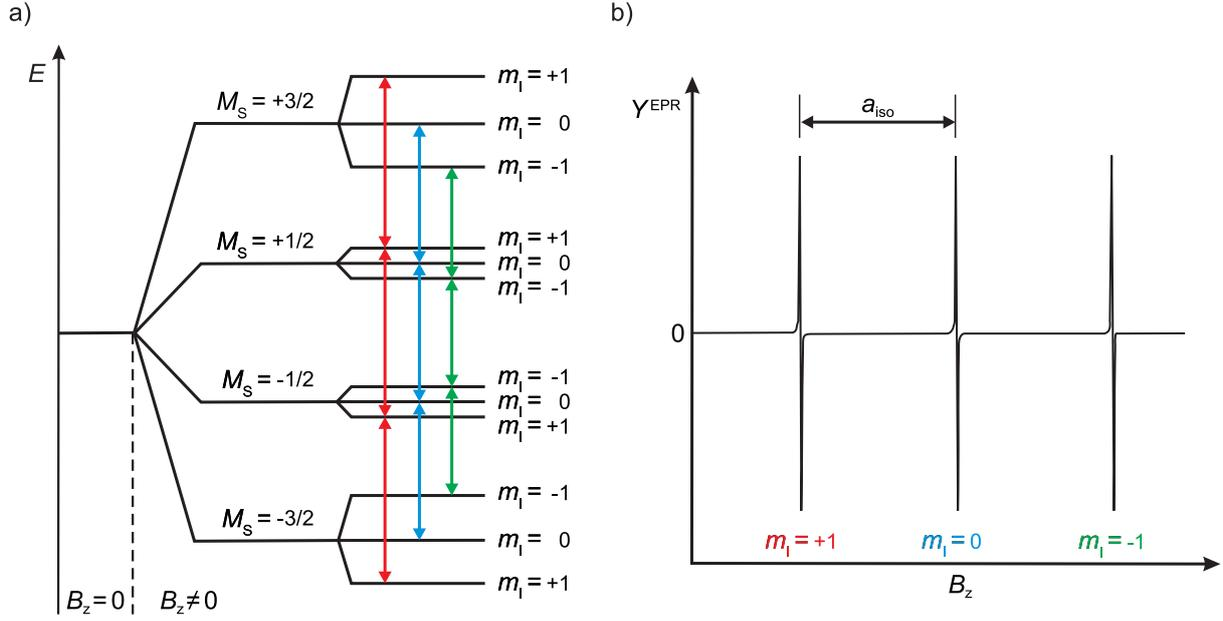 a)
E
M_S = +3/2
m_I = +1
m_I = 0
m_I = -1
M_S = +1/2
m_I = +1
m_I = 0
m_I = -1
M_S = -1/2
m_I = -1
m_I = 0
m_I = +1
M_S = -3/2
m_I = -1
m_I = 0
m_I = +1
B_z = 0
B_z ≠ 0
b)
Y^EPR
a_iso
0
m_I = +1
m_I = 0
m_I = -1
B_z